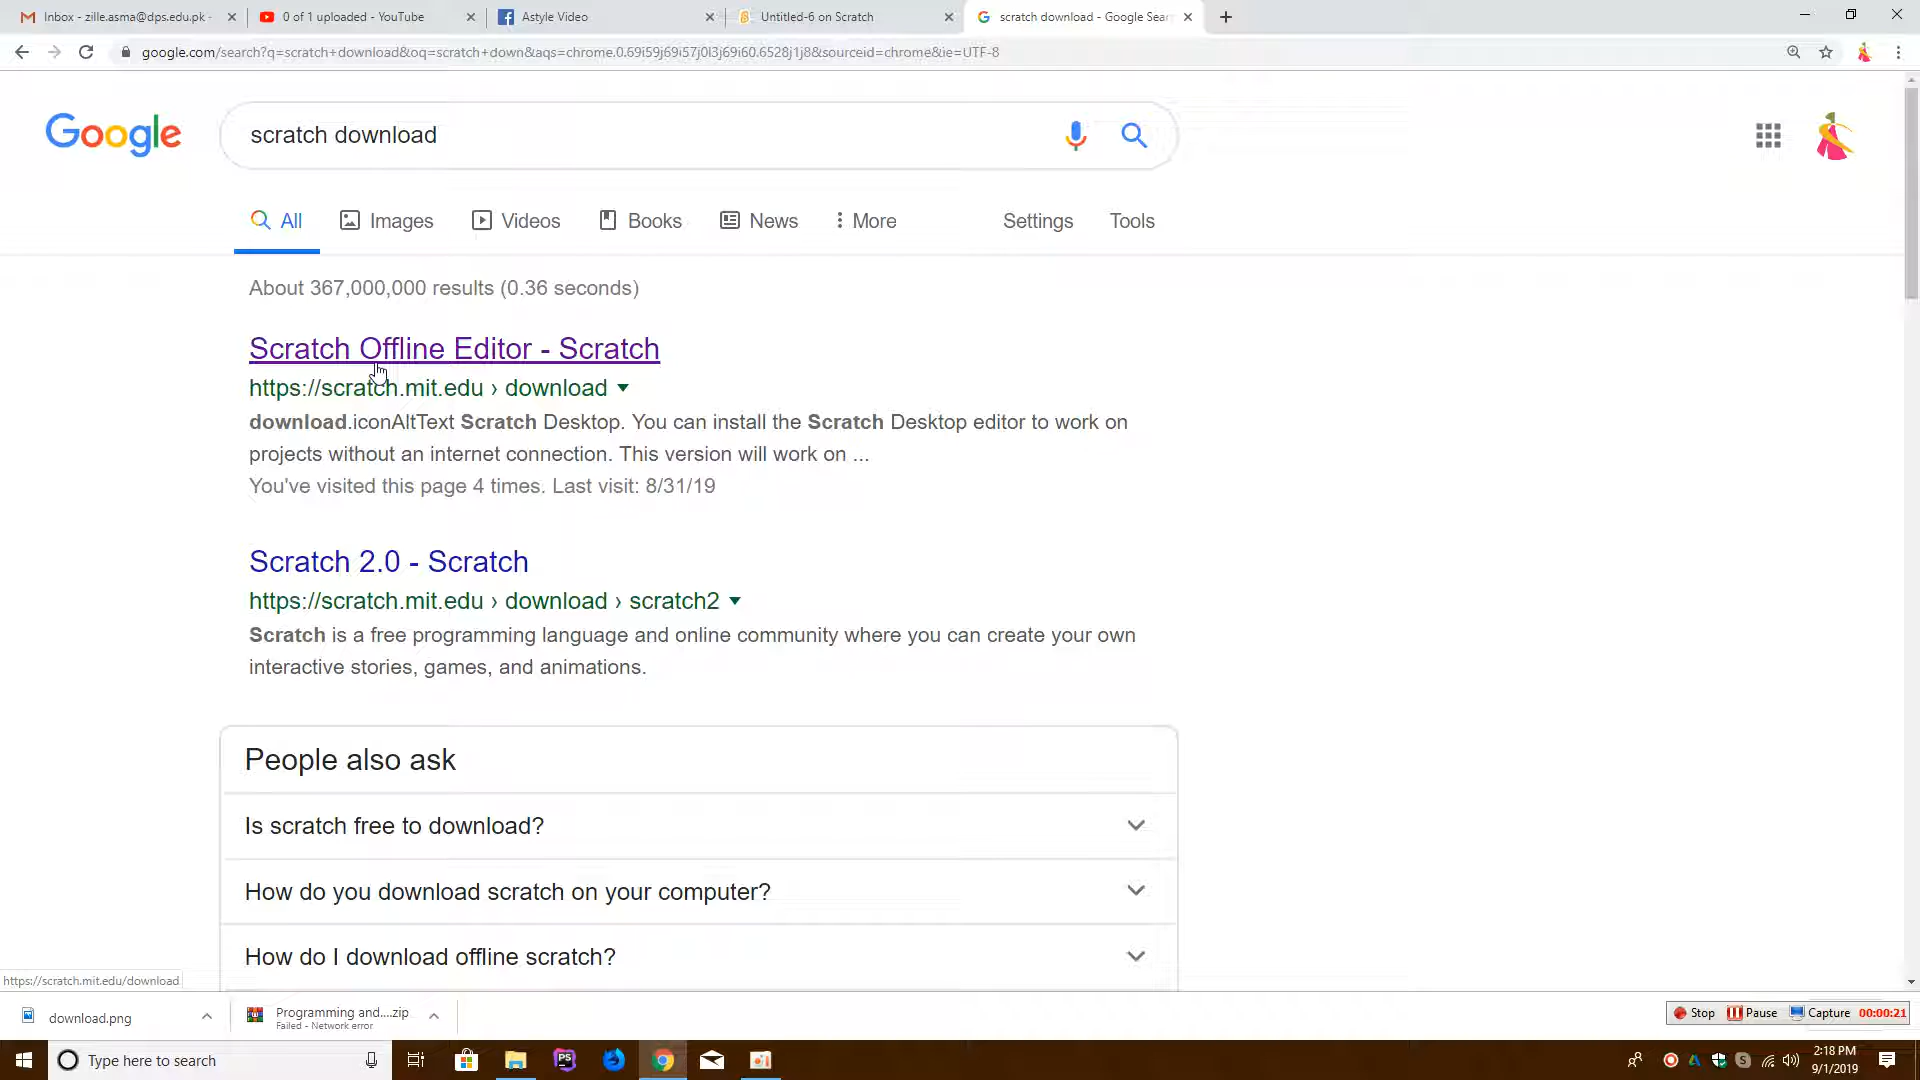 Inbox - zille.asma@dps.edu.pk -
0 of 1 uploaded - YouTube
Astyle Video
Untitled-6 on Scratch
scratch download - Google Sear
google.com/search?q=scratch+download&oq=scratch+down&aqs=chrome.0.69i59j69i57j0l3j69i60.6528j1j8&sourceid=chrome&ie=UTF-8
Google
scratch download
All
Images
Videos
Books
News
More
Settings
Tools
About 367,000,000 results (0.36 seconds)
Scratch Offline Editor - Scratch
https://scratch.mit.edu › download
download.iconAltText Scratch Desktop. You can install the Scratch Desktop editor to work on
projects without an internet connection. This version will work on ...
You've visited this page 4 times. Last visit: 8/31/19
Scratch 2.0 - Scratch
https://scratch.mit.edu › download › scratch2
Scratch is a free programming language and online community where you can create your own
interactive stories, games, and animations.
People also ask
Is scratch free to download?
How do you download scratch on your computer?
How do I download offline scratch?
https://scratch.mit.edu/download
download.png
Programming and....zip
Failed - Network error
Stop
Pause
Capture
00:00:21
Type here to search
PS
2:18 PM
9/1/2019